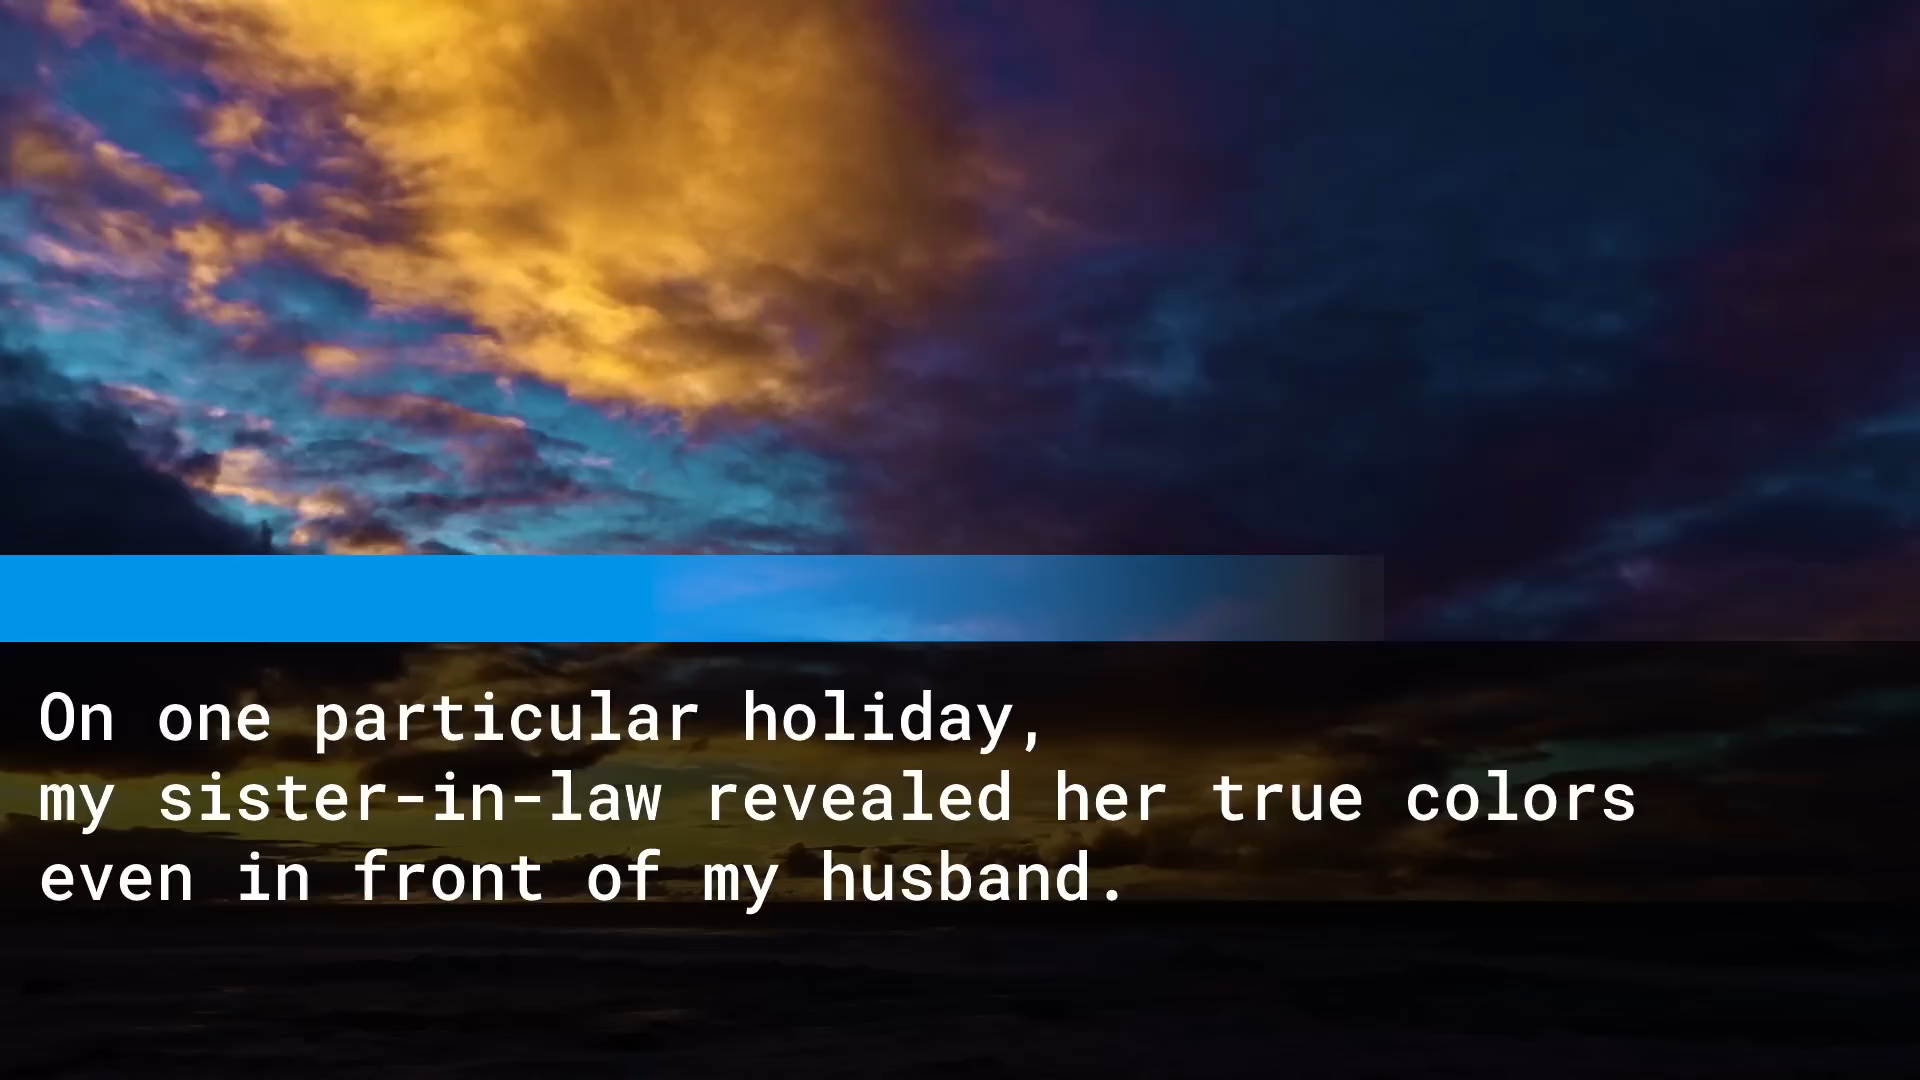 On one particular holiday,
my sister-in-law revealed her true colors
even in front of my husband.